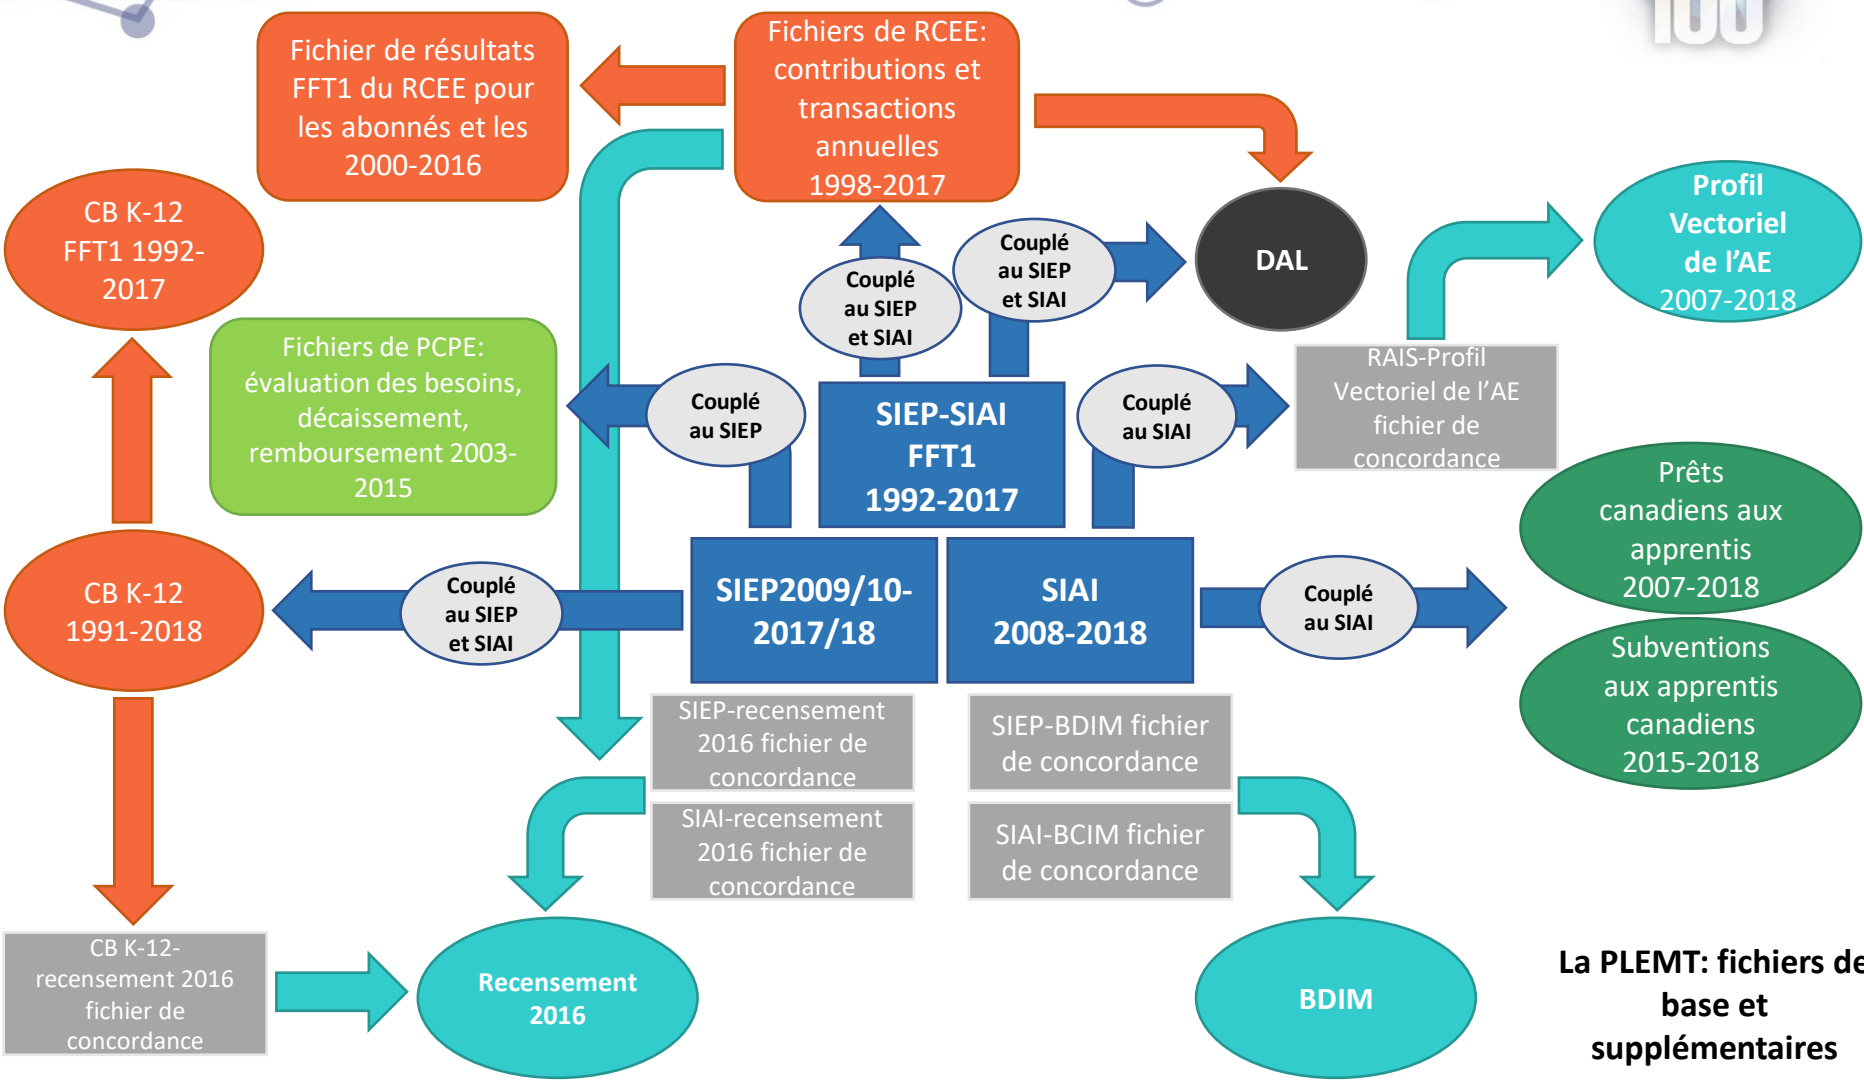 100
Fichier de résultats
FFT1 du RCEE pour
les abonnés et les
2000-2016
Fichiers de RCEE:
contributions et
transactions
annuelles
1998-2017
CB K-12
FFT1 1992-
2017
Couplé
au SIEP
et SIAI
Couplé
au SIEP
et SIAI
DAL
Profil
Vectoriel
de l'AE
2007-2018
Fichiers de PCPE:
évaluation des besoins,
décaissement,
remboursement 2003-
2015
Couplé
au SIEP
SIEP-SIAI
FFT1
1992-2017
Couplé
au SIAI
RAIS-Profil
Vectoriel de l'AE
fichier de
concordance
Prêts
canadiens aux
apprentis
2007-2018
CB K-12
1991-2018
Couplé
au SIEP
et SIAI
SIEP2009/10-
2017/18
SIAI
2008-2018
Couplé
au SIAI
Subventions
aux apprentis
canadiens
2015-2018
SIEP-recensement
2016 fichier de
concordance
SIEP-BDIM fichier
de concordance
SIAI-recensement
2016 fichier de
concordance
SIAI-BCIM fichier
de concordance
CB K-12-
recensement 2016
fichier de
concordance
Recensement
2016
BDIM
La PLEMT: fichiers de
base et
supplémentaires